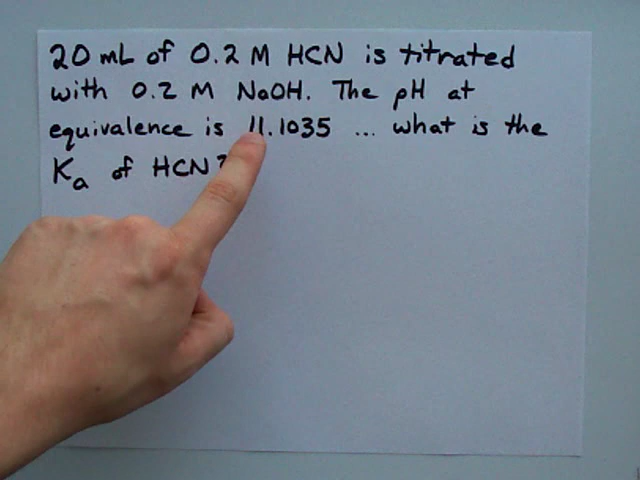 20 mL of 0.2 M HCN is titrated
with 0.2 M NaOH. The pH at
equivalence is 11.1035 ... what is the
Ka of HCN?